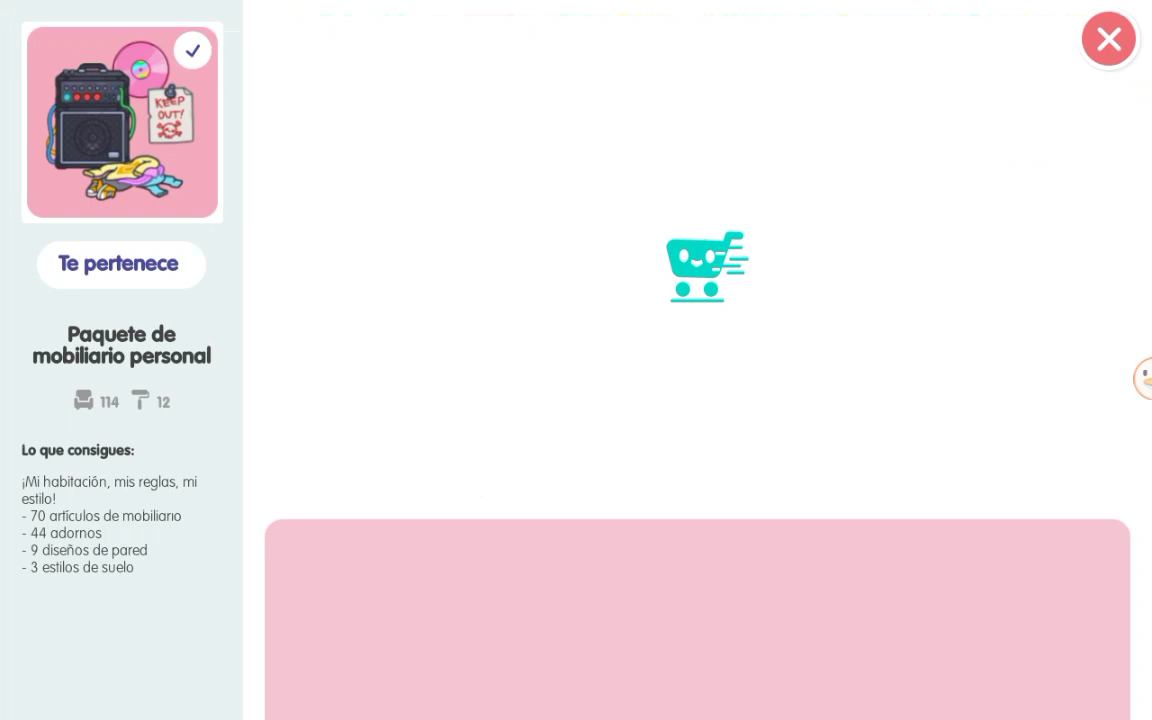 KEEP
OUT!
Te pertenece
Paquete de
mobiliario personal
114 12
Lo que consigues:
¡Mi habitación, mis reglas, mi
estilo!
- 70 artículos de mobiliario
- 44 adornos
- 9 diseños de pared
- 3 estilos de suelo